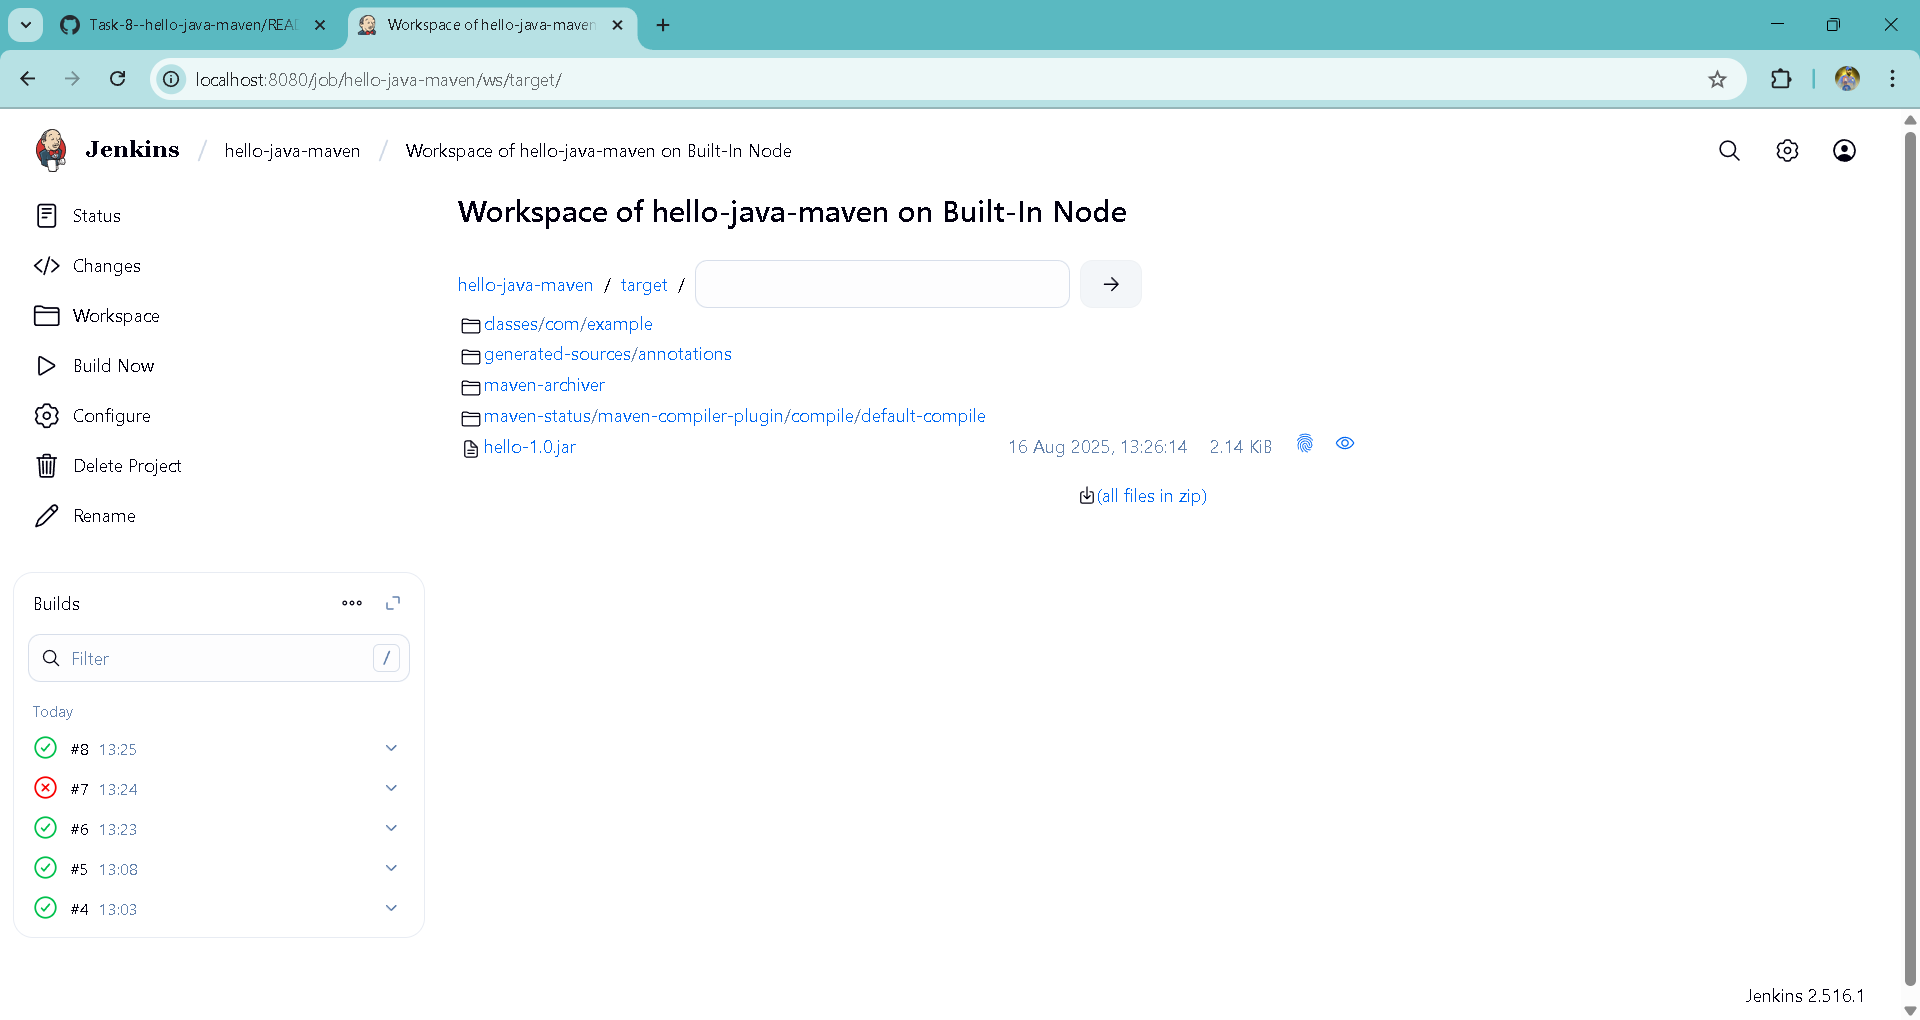 Task-8--hello-java-maven/REA
Workspace of hello-java-maven
localhost:8080/job/hello-java-maven/ws/target/
Jenkins / hello-java-maven / Workspace of hello-java-maven on Built-In Node
Status
Changes
Workspace
Build Now
Configure
Delete Project
Rename
Builds
Filter /
Today
#8 13:25
#7 13:24
#6 13:23
#5 13:08
#4 13:03
Workspace of hello-java-maven on Built-In Node
hello-java-maven / target /
classes/com/example
generated-sources/annotations
maven-archiver
maven-status/maven-compiler-plugin/compile/default-compile
hello-1.0.jar 16 Aug 2025, 13:26:14 2.14 KiB
(all files in zip)
Jenkins 2.516.1